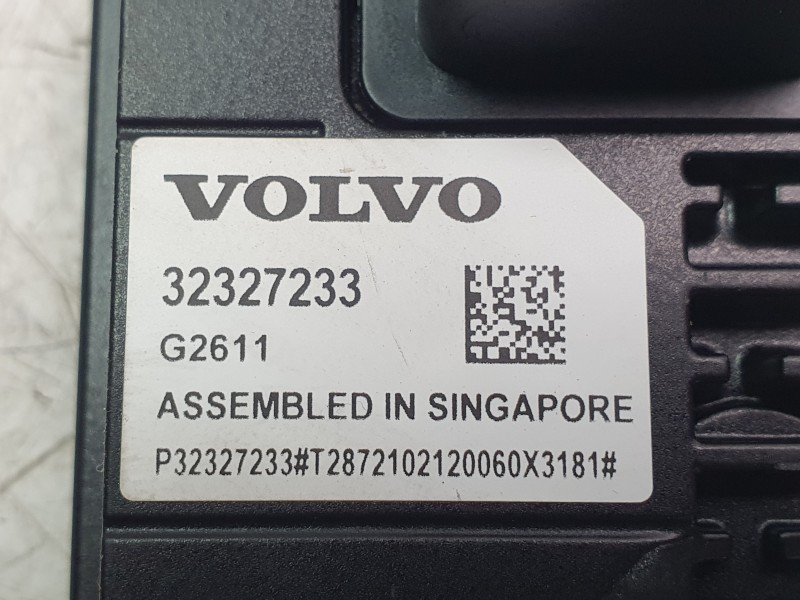 VOLVO
32327233
G2611
ASSEMBLED IN SINGAPORE
P32327233#T2872102120060X3181#